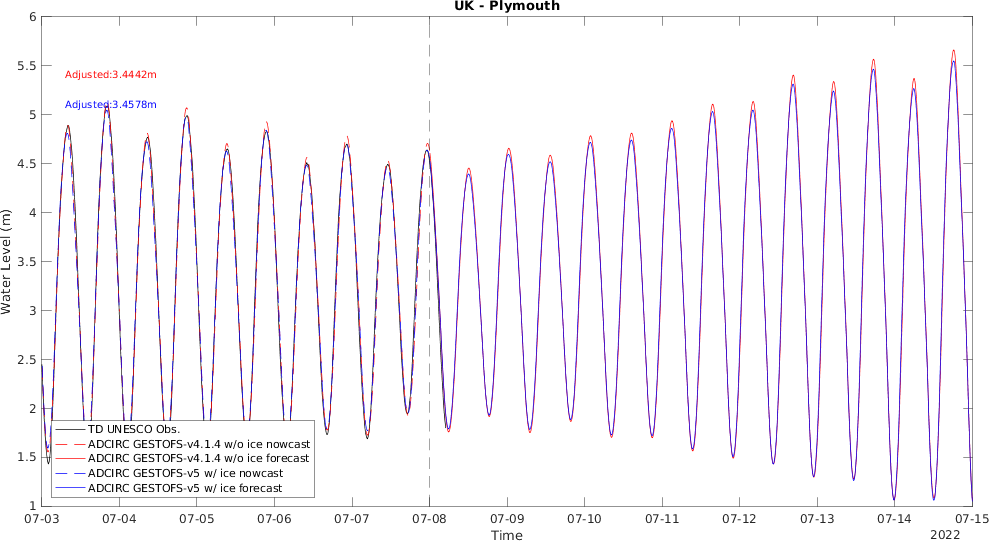 UK - Plymouth
6
5.5
5
4.5
4
3.5
3
2.5
2
1.5
1
Water Level (m)
Adjusted:3.4442m
Adjusted:3.4578m
TD UNESCO Obs.
ADCIRC GESTOFS-v4.1.4 w/o ice nowcast
ADCIRC GESTOFS-v4.1.4 w/o ice forecast
ADCIRC GESTOFS-v5 w/ ice nowcast
ADCIRC GESTOFS-v5 w/ ice forecast
07-03 07-04 07-05 07-06 07-07 07-08 07-09 07-10 07-11 07-12 07-13 07-14 07-15
Time
2022